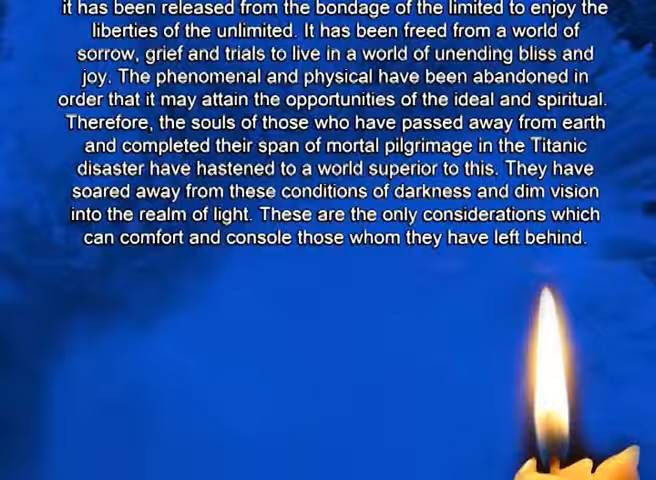 it has been released from the bondage of the limited to enjoy the
liberties of the unlimited. It has been freed from a world of
sorrow, grief and trials to live in a world of unending bliss and
joy. The phenomenal and physical have been abandoned in
order that it may attain the opportunities of the ideal and spiritual.
Therefore, the souls of those who have passed away from earth
and completed their span of mortal pilgrimage in the Titanic
disaster have hastened to a world superior to this. They have
soared away from these conditions of darkness and dim vision
into the realm of light. These are the only considerations which
can comfort and console those whom they have left behind.